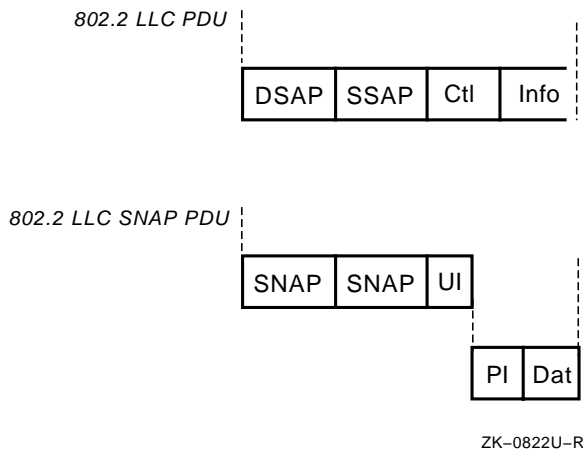 802.2 LLC PDU
DSAP SSAP Ctl Info
802.2 LLC SNAP PDU
SNAP SNAP UI
PI Dat
ZK–0822U–R